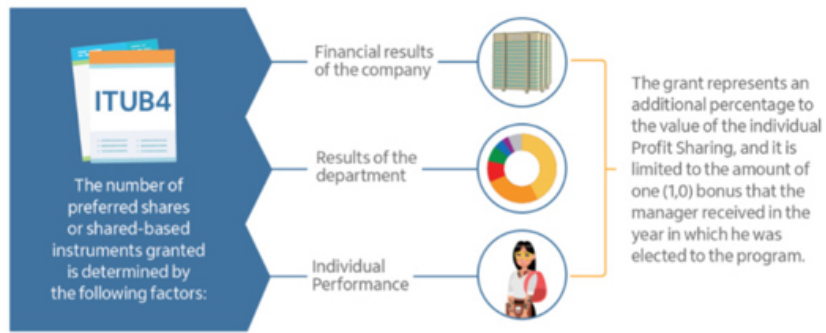 ITUB4
The number of
preferred shares
or shared-based
instruments granted
is determined by
the following factors:
Financial results
of the company
Results of the
department
Individual
Performance
The grant represents an
additional percentage to
the value of the individual
Profit Sharing, and it is
limited to the amount of
one (1,0) bonus that the
manager received in the
year in which he was
elected to the program.